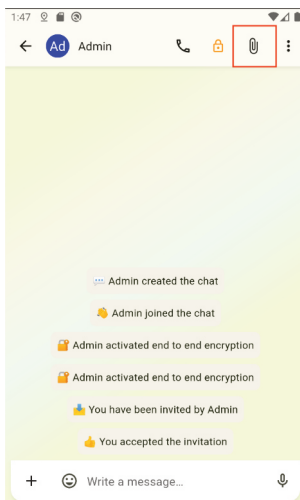 1:47
Ad Admin
Admin created the chat
Admin joined the chat
Admin activated end to end encryption
Admin activated end to end encryption
You have been invited by Admin
You accepted the invitation
Write a message...